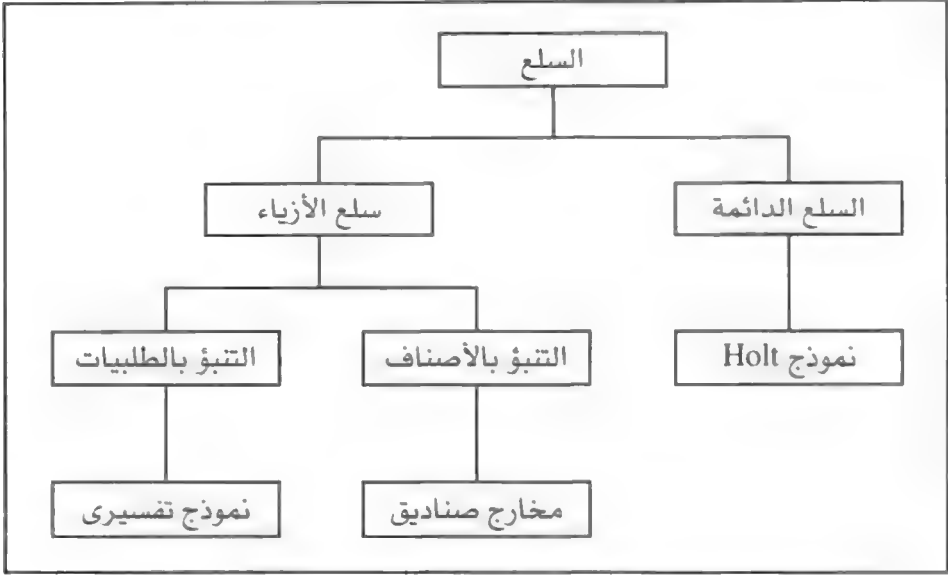 السلع
السلع الدائمة
سلع الأزياء
نموذج Holt
التنبؤ بالأصناف
التنبؤ بالطلبيات
مخارج صناديق
نموذج تفسيرى